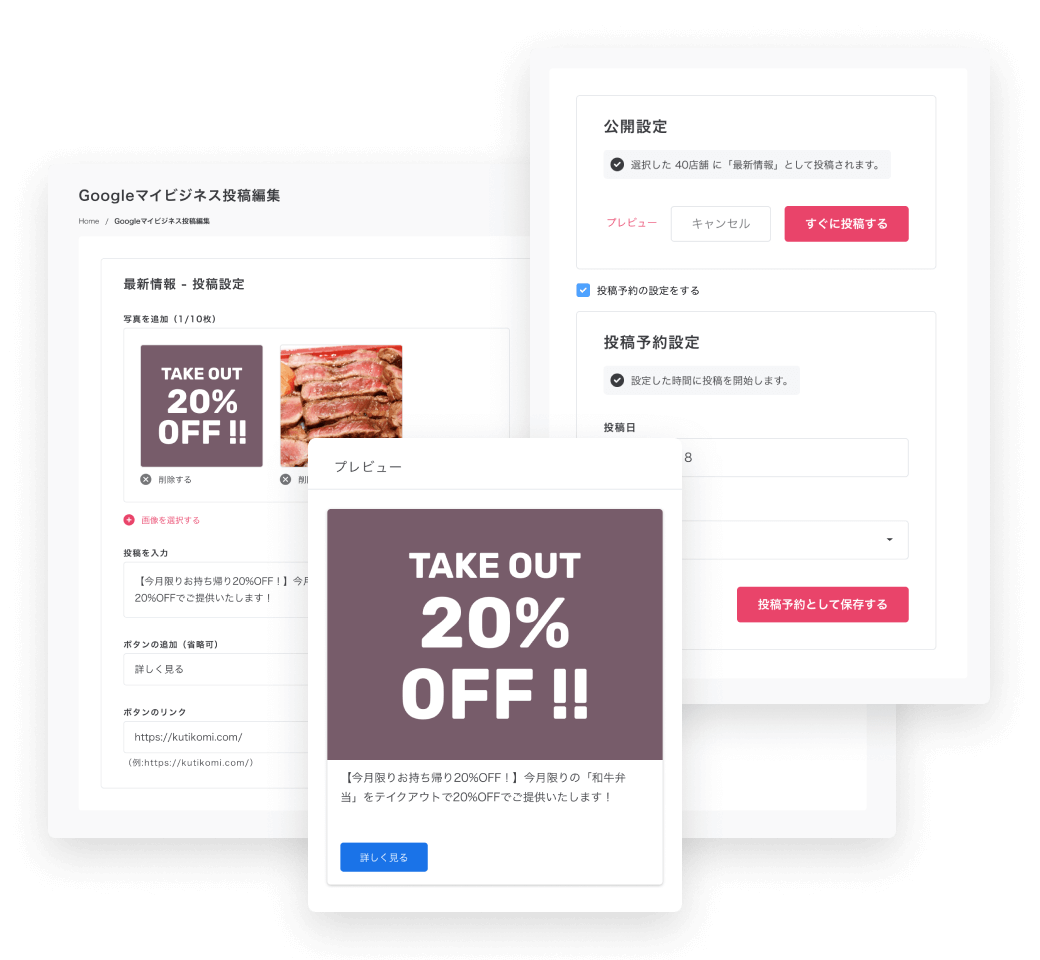 Googleマイビジネス投稿編集
Home / Googleマイビジネス投稿編集
最新情報 - 投稿設定
写真を追加（1/10枚）
TAKE OUT
20%
OFF !!
削除する
画像を選択する
投稿を入力
【今月限りお持ち帰り20%OFF！】今月
20%OFFでご提供いたします！
ボタンの追加（省略可）
詳しく見る
ボタンのリンク
https://kutikomi.com/
（例:https://kutikomi.com/）
公開設定
選択した 40店舗 に「最新情報」として投稿されます。
プレビュー
キャンセル
すぐに投稿する
投稿予約の設定をする
投稿予約設定
設定した時間に投稿を開始します。
投稿日
8
投稿予約として保存する
プレビュー
TAKE OUT
20%
OFF !!
【今月限りお持ち帰り20%OFF！】今月限りの「和牛弁
当」をテイクアウトで20%OFFでご提供いたします！
詳しく見る